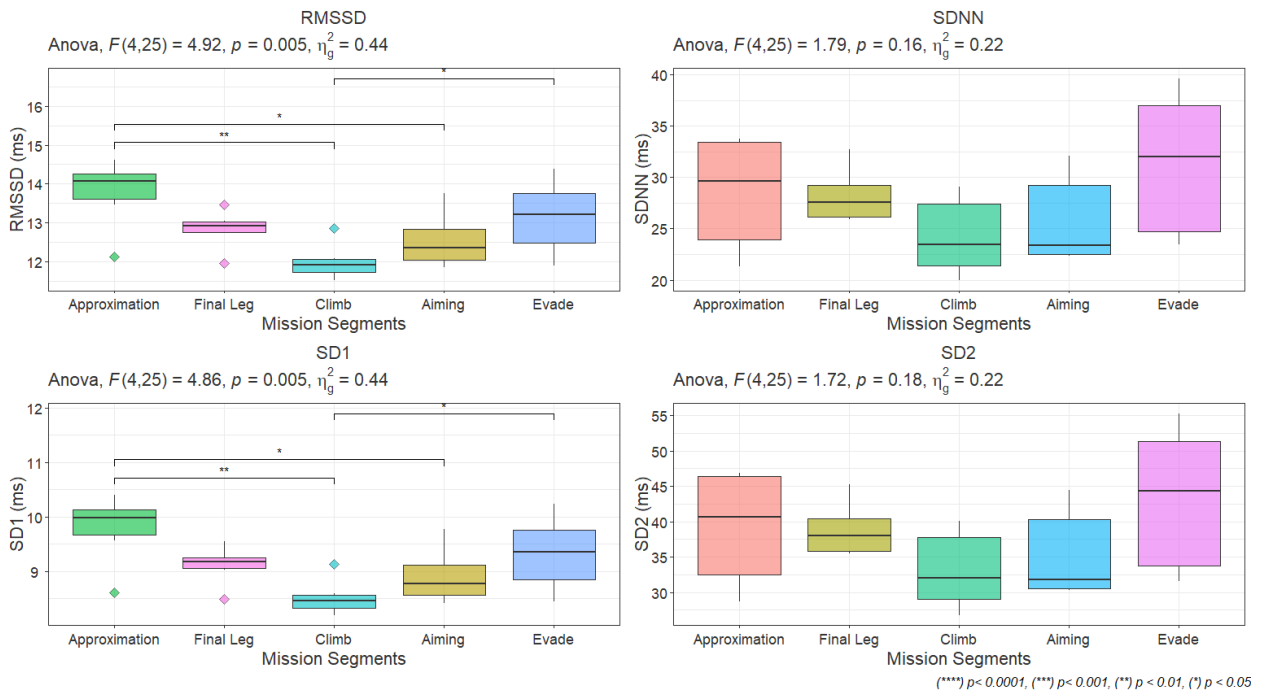 RMSSD
Anova, F(4,25) = 4.92, p = 0.005, η²g = 0.44
RMSSD (ms)
16
15
14
13
12
*
*
**
Approximation Final Leg Climb Aiming Evade
Mission Segments
SDNN
Anova, F(4,25) = 1.79, p = 0.16, η²g = 0.22
SDNN (ms)
40
35
30
25
20
Approximation Final Leg Climb Aiming Evade
Mission Segments
SD1
Anova, F(4,25) = 4.86, p = 0.005, η²g = 0.44
SD1 (ms)
12
11
10
9
*
*
**
Approximation Final Leg Climb Aiming Evade
Mission Segments
SD2
Anova, F(4,25) = 1.72, p = 0.18, η²g = 0.22
SD2 (ms)
55
50
45
40
35
30
Approximation Final Leg Climb Aiming Evade
Mission Segments
(****) p< 0.0001, (***) p< 0.001, (**) p < 0.01, (*) p < 0.05